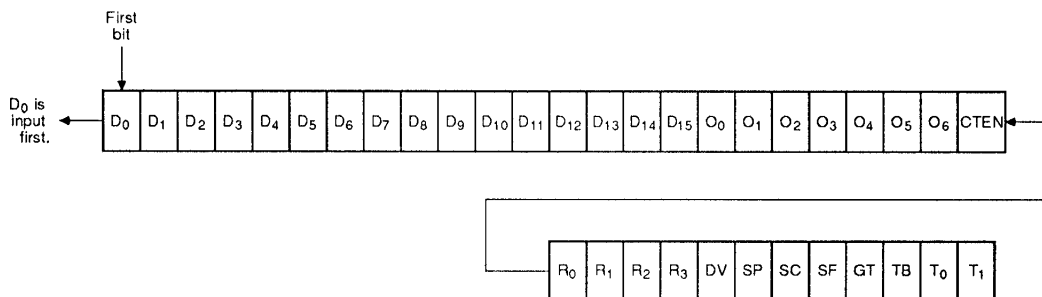 First
bit
D0 is
input
first.
D0 D1 D2 D3 D4 D5 D6 D7 D8 D9 D10 D11 D12 D13 D14 D15 O0 O1 O2 O3 O4 O5 O6 CTEN
R0 R1 R2 R3 DV SP SC SF GT TB T0 T1